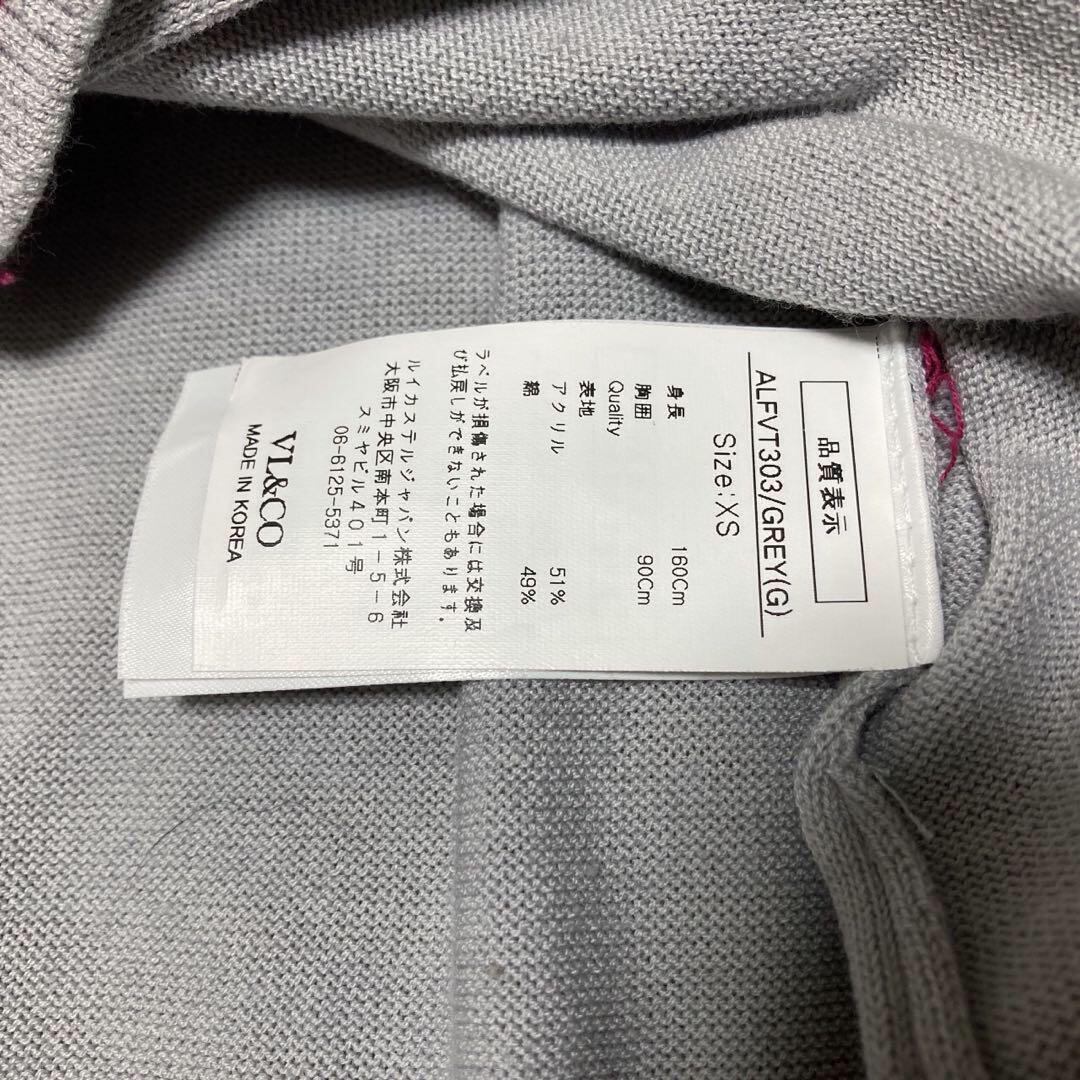 品質表示
ALFVT303/GREY(G)
Size:XS
身長 160Cm
胸囲 90Cm
Quality
表地
アクリル 51%
綿 49%
ラベルが損傷された場合には交換及
び払戻しができないこともあります。
ルイカステルジャパン株式会社
大阪市中央区南本町1-5-6
スミヤビル401号
06-6125-5371
VL&CO
MADE IN KOREA